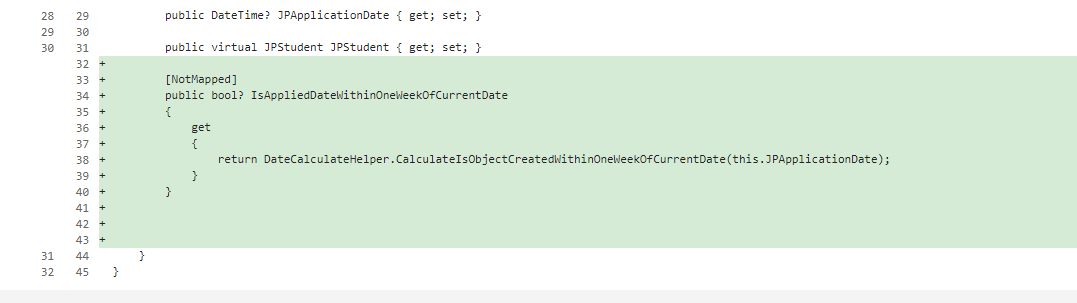 28 29 public DateTime? JPApplicationDate { get; set; }
29 30
30 31 public virtual JPStudent JPStudent { get; set; }
32 +
33 + [NotMapped]
34 + public bool? IsAppliedDateWithinOneWeekOfCurrentDate
35 + {
36 + get
37 + {
38 + return DateCalculateHelper.CalculateIsObjectCreatedWithinOneWeekOfCurrentDate(this.JPApplicationDate);
39 + }
40 + }
41 +
42 +
43 +
31 44 }
32 45 }